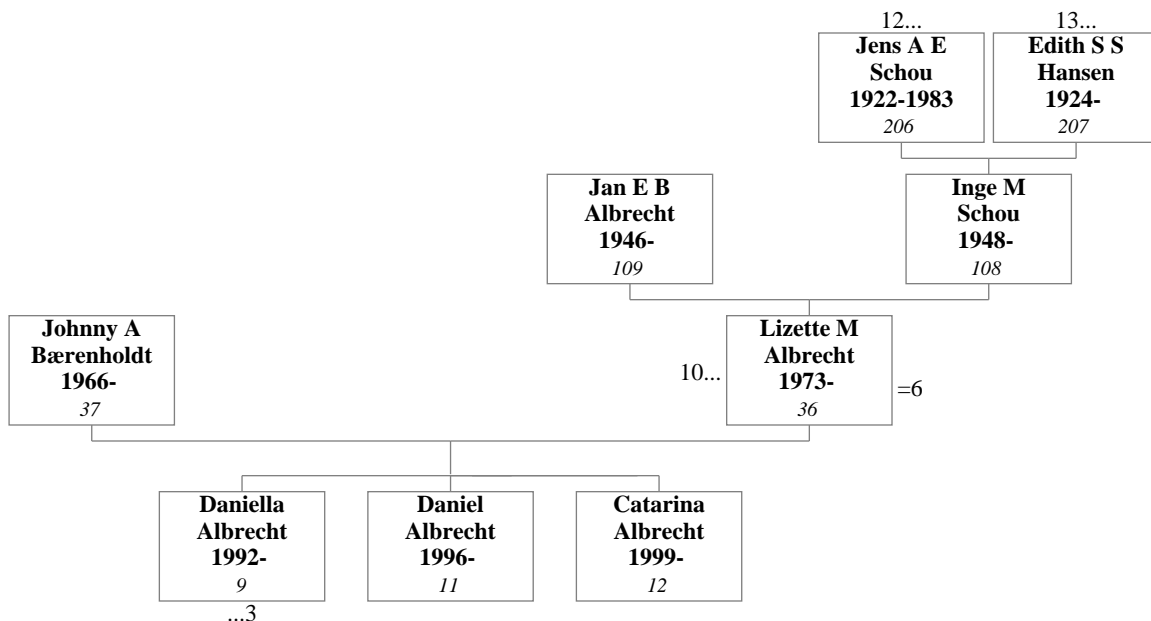 12...
Jens A E
Schou
1922-1983
206
13...
Edith S S
Hansen
1924-
207
Jan E B
Albrecht
1946-
109
Inge M
Schou
1948-
108
Johnny A
Bærenholdt
1966-
37
10...
Lizette M
Albrecht
1973-
36
=6
Daniella
Albrecht
1992-
9
...3
Daniel
Albrecht
1996-
11
Catarina
Albrecht
1999-
12